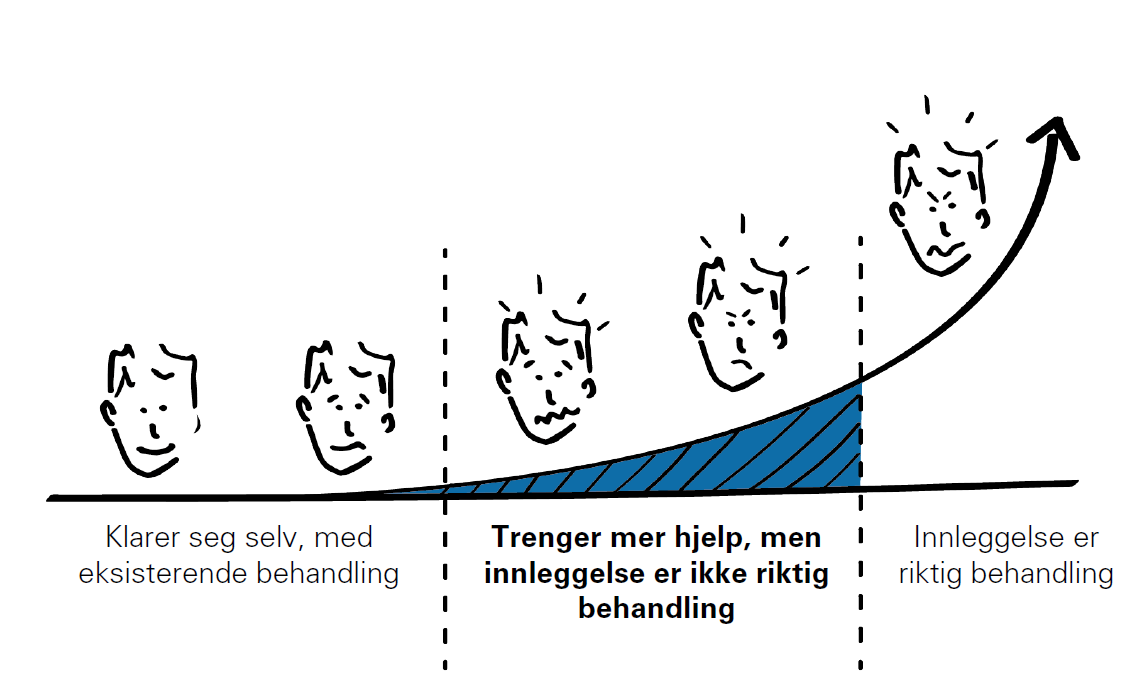 Klarer seg selv, med
eksisterende behandling
Trenger mer hjelp, men
innleggelse er ikke riktig
behandling
Innleggelse er
riktig behandling